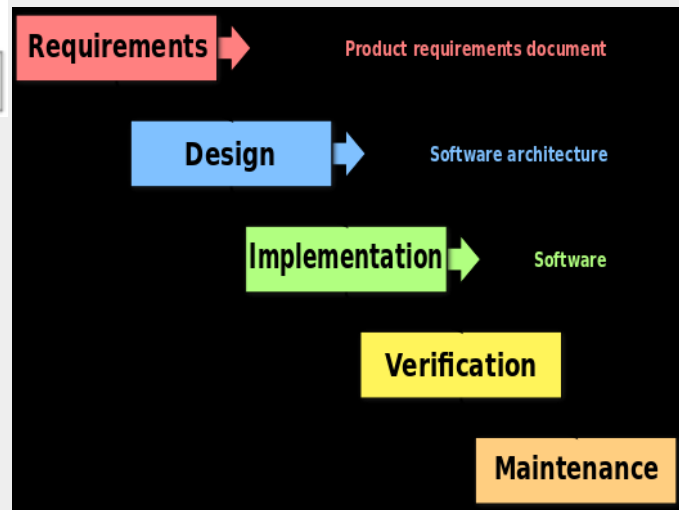 Requirements
Product requirements document
Design
Software architecture
Implementation
Software
Verification
Maintenance